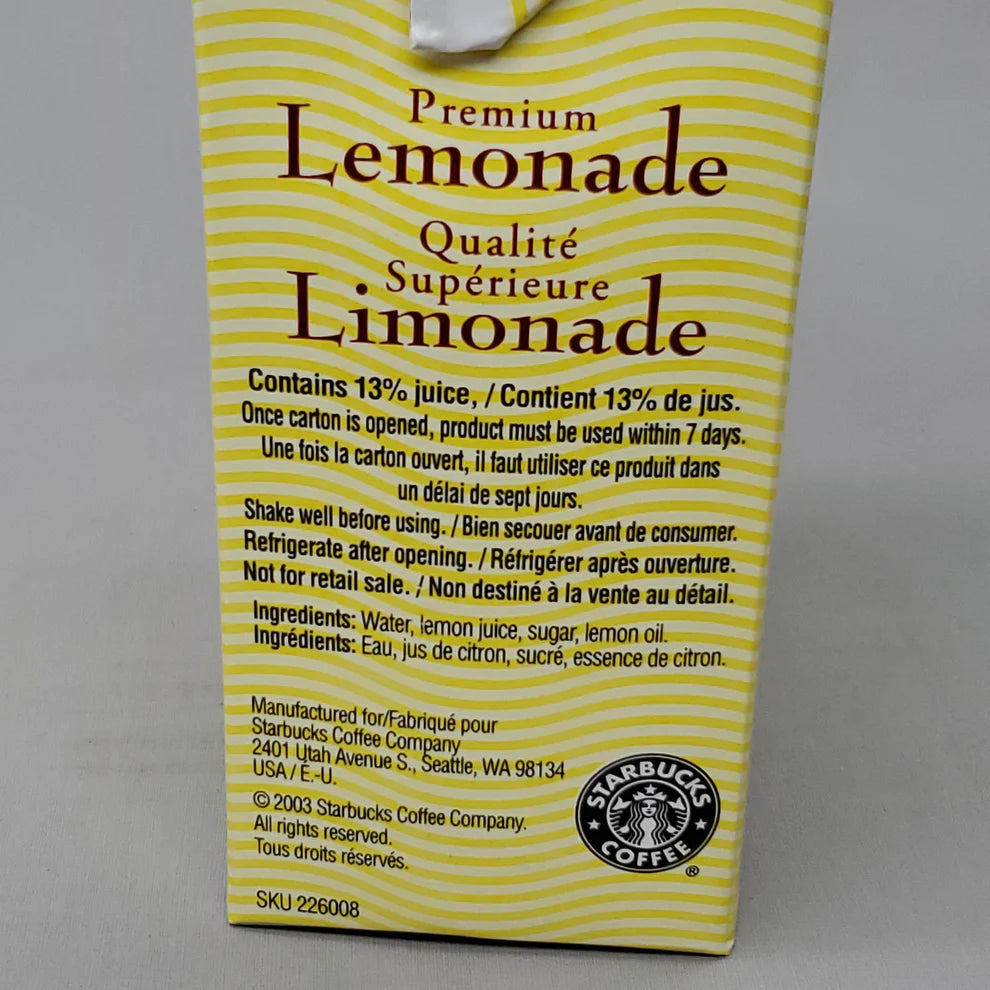 Premium
Lemonade
Qualité
Supérieure
Limonade
Contains 13% juice, / Contient 13% de jus.
Once carton is opened, product must be used within 7 days.
Une fois la carton ouvert, il faut utiliser ce produit dans
un délai de sept jours.
Shake well before using. / Bien secouer avant de consumer.
Refrigerate after opening. / Réfrigérer après ouverture.
Not for retail sale. / Non destiné à la vente au détail.
Ingredients: Water, lemon juice, sugar, lemon oil.
Ingrédients: Eau, jus de citron, sucré, essence de citron.
Manufactured for/Fabriqué pour
Starbucks Coffee Company
2401 Utah Avenue S., Seattle, WA 98134
USA / É.-U.
© 2003 Starbucks Coffee Company.
All rights reserved.
Tous droits réservés.
STARBUCKS
COFFEE
®
SKU 226008